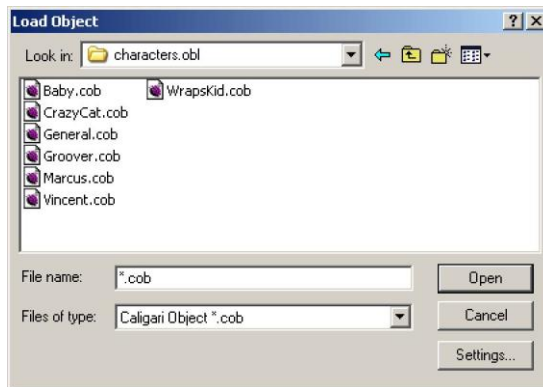 Load Object
Look in: characters.obl
Baby.cob WrapsKid.cob
CrazyCat.cob
General.cob
Groover.cob
Marcus.cob
Vincent.cob
File name: *.cob Open
Files of type: Caligari Object *.cob Cancel
Settings...